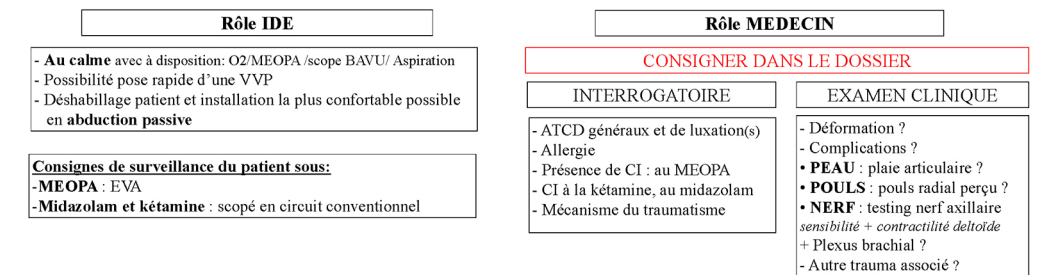 Rôle IDE
- Au calme avec à disposition: O2/MEOPA /scope BAVU/ Aspiration
- Possibilité pose rapide d’une VVP
- Déshabillage patient et installation la plus confortable possible
en abduction passive
Consignes de surveillance du patient sous:
-MEOPA : EVA
-Midazolam et kétamine : scopé en circuit conventionnel
Rôle MEDECIN
CONSIGNER DANS LE DOSSIER
INTERROGATOIRE
- ATCD généraux et de luxation(s)
- Allergie
- Présence de CI : au MEOPA
- CI à la kétamine, au midazolam
- Mécanisme du traumatisme
EXAMEN CLINIQUE
- Déformation ?
- Complications ?
• PEAU : plaie articulaire ?
• POULS : pouls radial perçu ?
• NERF : testing nerf axillaire
sensibilité + contractilité deltoïde
+ Plexus brachial ?
- Autre trauma associé ?